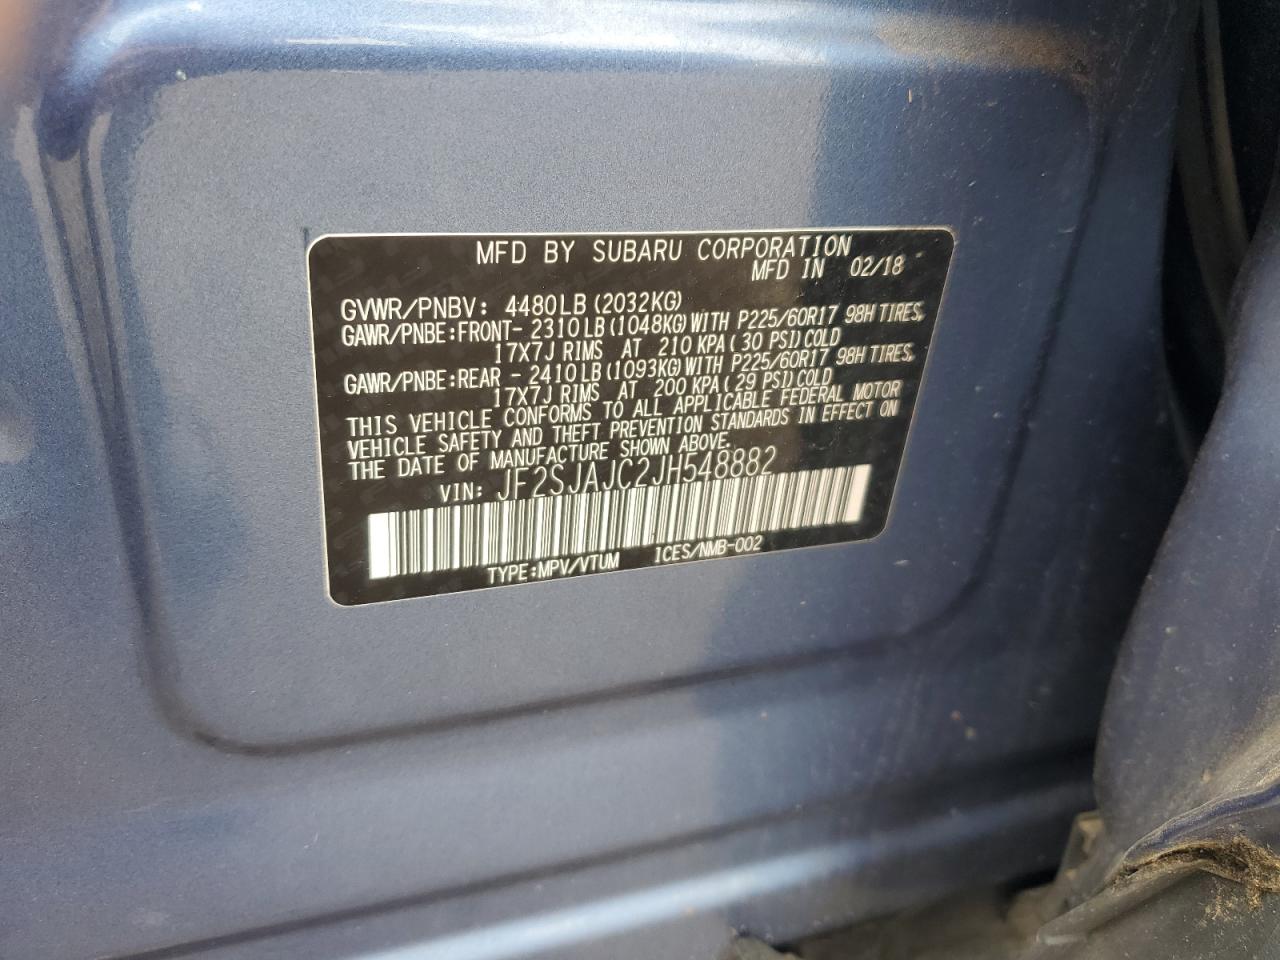 MFD BY SUBARU CORPORATION
MFD IN 02/18
GVWR/PNBV: 4480LB (2032KG)
GAWR/PNBE:FRONT- 2310LB (1048KG) WITH P225/60R17 98H TIRES,
17X7J RIMS AT 210 KPA (30 PSI) COLD
GAWR/PNBE:REAR - 2410LB (1093KG) WITH P225/60R17 98H TIRES,
17X7J RIMS AT 200 KPA (29 PSI) COLD
THIS VEHICLE CONFORMS TO ALL APPLICABLE FEDERAL MOTOR
VEHICLE SAFETY AND THEFT PREVENTION STANDARDS IN EFFECT ON
THE DATE OF MANUFACTURE SHOWN ABOVE.
VIN: JF2SJAJC2JH548882
TYPE:MPV/VTUM ICES/NMB-002